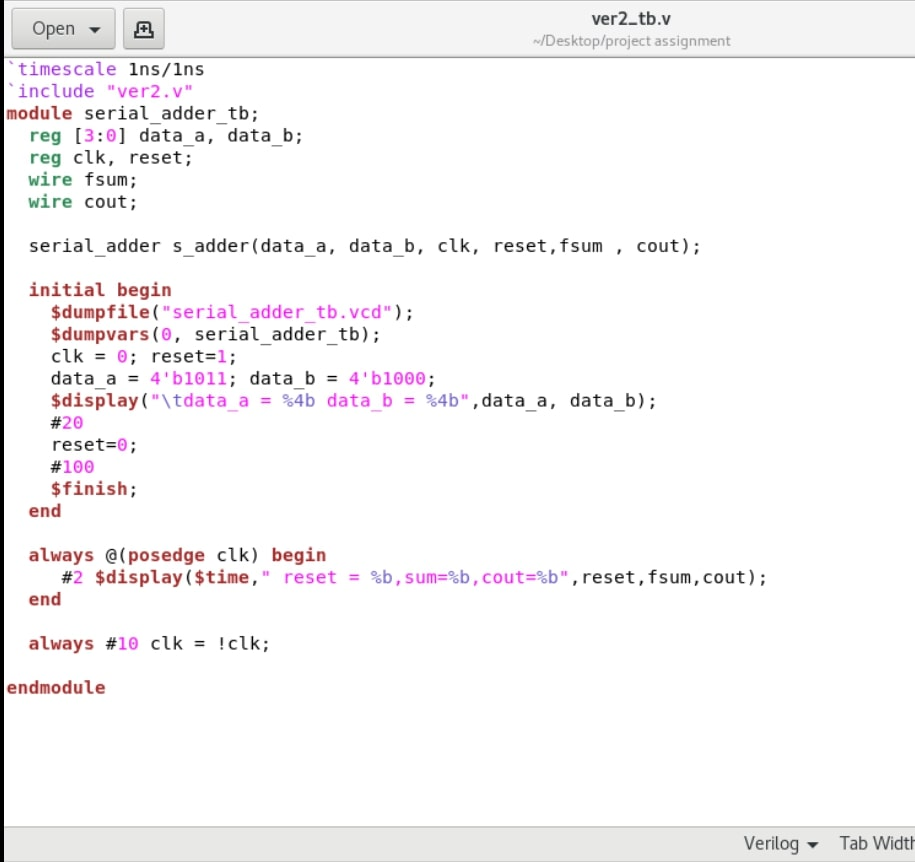 Open
ver2_tb.v
~/Desktop/project assignment
`timescale 1ns/1ns
`include "ver2.v"
module serial_adder_tb;
  reg [3:0] data_a, data_b;
  reg clk, reset;
  wire fsum;
  wire cout;
  serial_adder s_adder(data_a, data_b, clk, reset,fsum , cout);
  initial begin
    $dumpfile("serial_adder_tb.vcd");
    $dumpvars(0, serial_adder_tb);
    clk = 0; reset=1;
    data_a = 4'b1011; data_b = 4'b1000;
    $display("\tdata_a = %4b data_b = %4b",data_a, data_b);
    #20
    reset=0;
    #100
    $finish;
  end
  always @(posedge clk) begin
     #2 $display($time," reset = %b,sum=%b,cout=%b",reset,fsum,cout);
  end
  always #10 clk = !clk;
endmodule
Verilog Tab Width